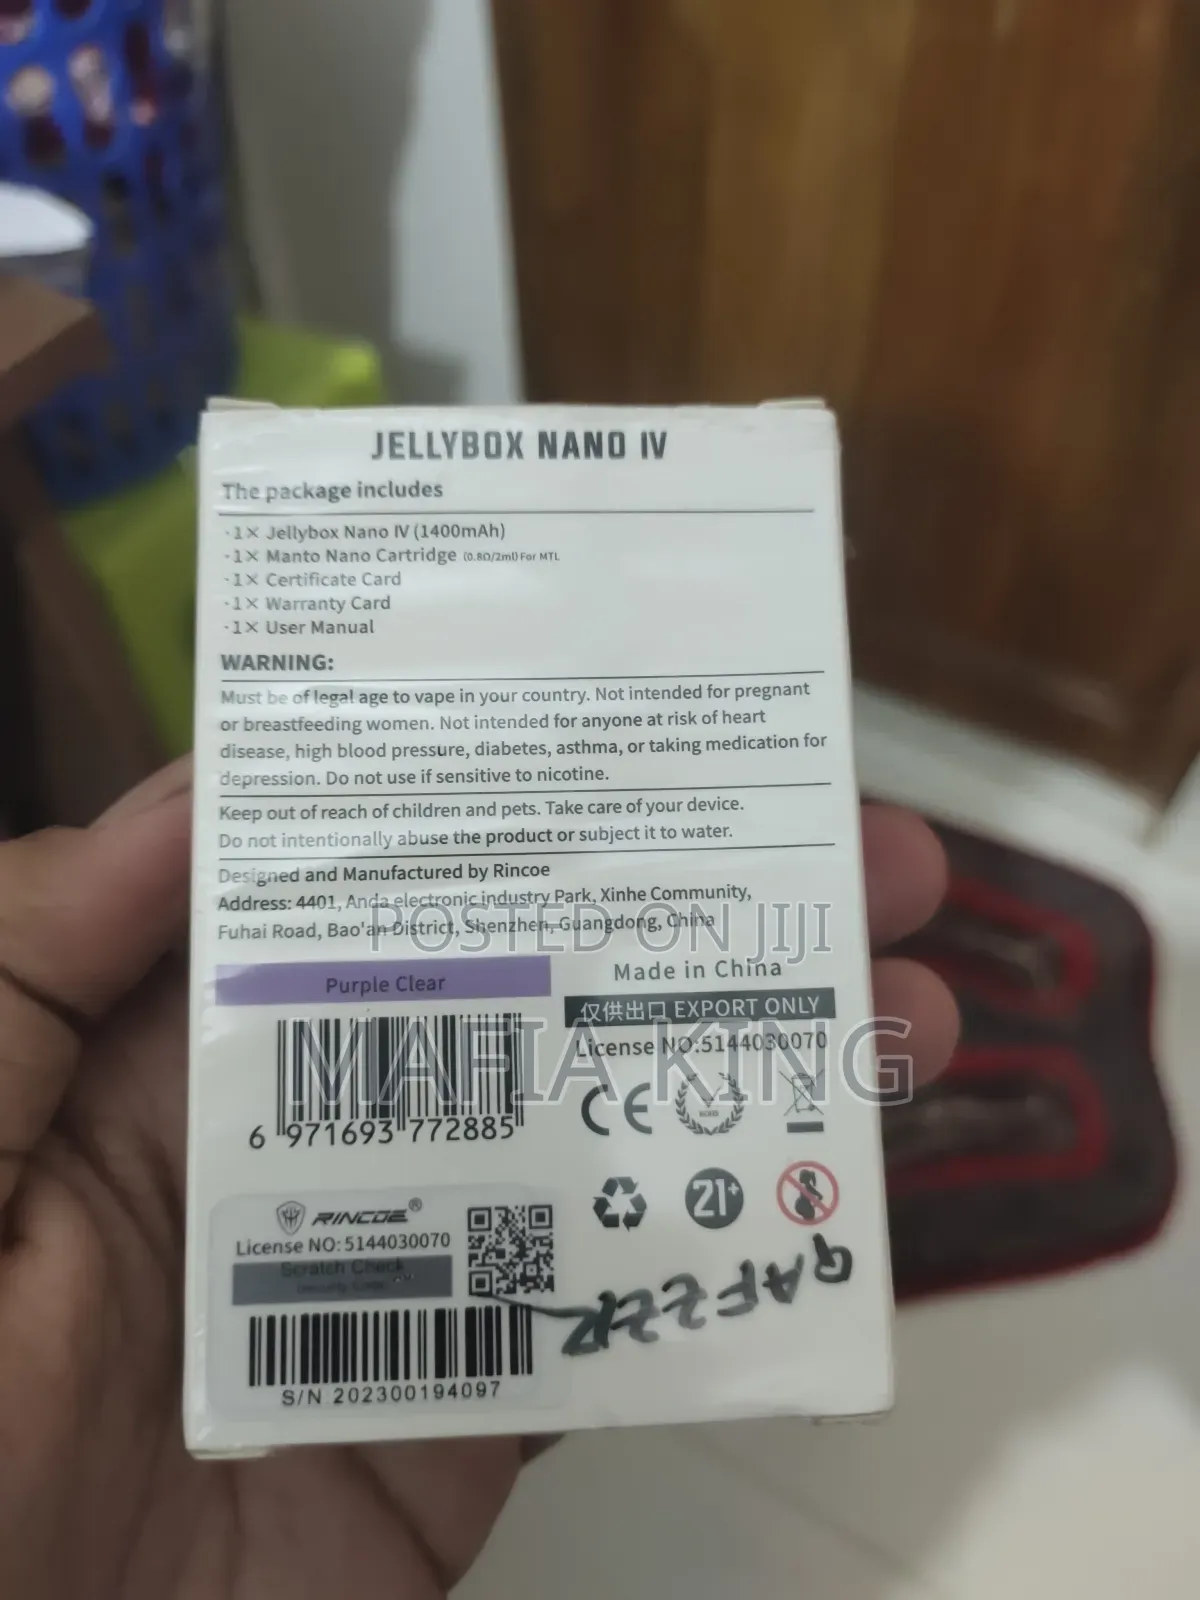 JELLYBOX NANO IV
The package includes
·1× Jellybox Nano IV (1400mAh)
·1× Manto Nano Cartridge (0.8Ω/2ml) For MTL
·1× Certificate Card
·1× Warranty Card
·1× User Manual
WARNING:
Must be of legal age to vape in your country. Not intended for pregnant
or breastfeeding women. Not intended for anyone at risk of heart
disease, high blood pressure, diabetes, asthma, or taking medication for
depression. Do not use if sensitive to nicotine.
Keep out of reach of children and pets. Take care of your device.
Do not intentionally abuse the product or subject it to water.
Designed and Manufactured by Rincoe
Address: 4401, Anda electronic industry Park, Xinhe Community,
Fuhai Road, Bao'an District, Shenzhen, Guangdong, China
POSTED ON JIJI
Purple Clear
Made in China
仅供出口 EXPORT ONLY
MAFIA KING
License NO:5144030070
CE
6 971693 772885
21+
RINCOE®
License NO:5144030070
Scratch Check
S/N 202300194097